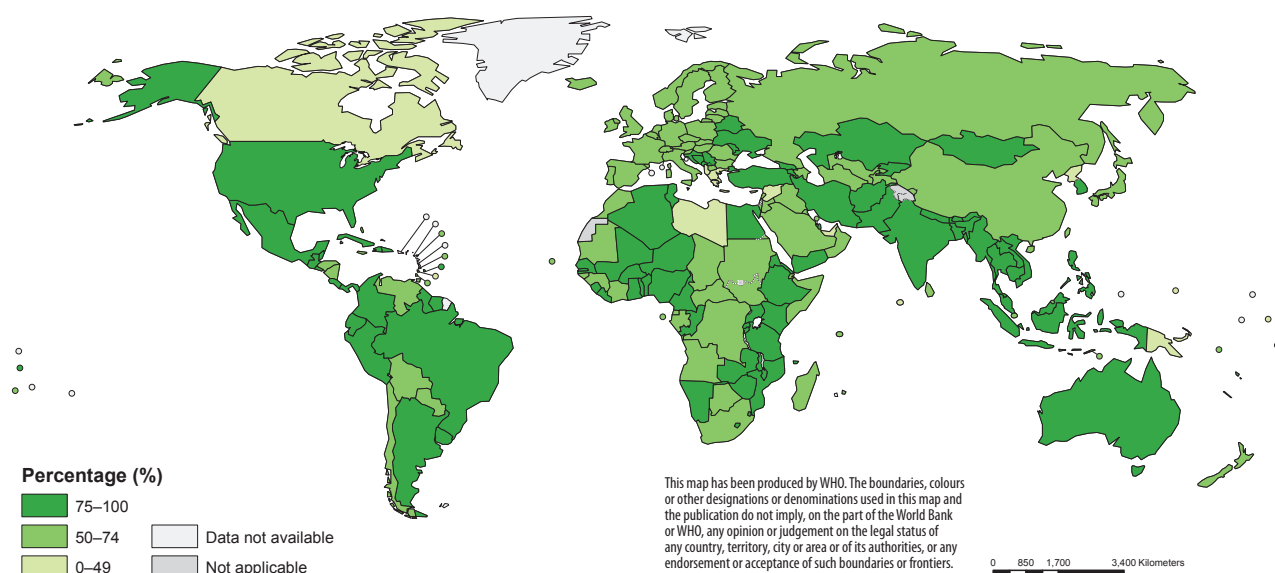 Percentage (%)
75–100
50–74
0–49
Data not available
Not applicable
This map has been produced by WHO. The boundaries, colours
or other designations or denominations used in this map and
the publication do not imply, on the part of the World Bank
or WHO, any opinion or judgement on the legal status of
any country, territory, city or area or of its authorities, or any
endorsement or acceptance of such boundaries or frontiers.
0 850 1,700 3,400 Kilometers